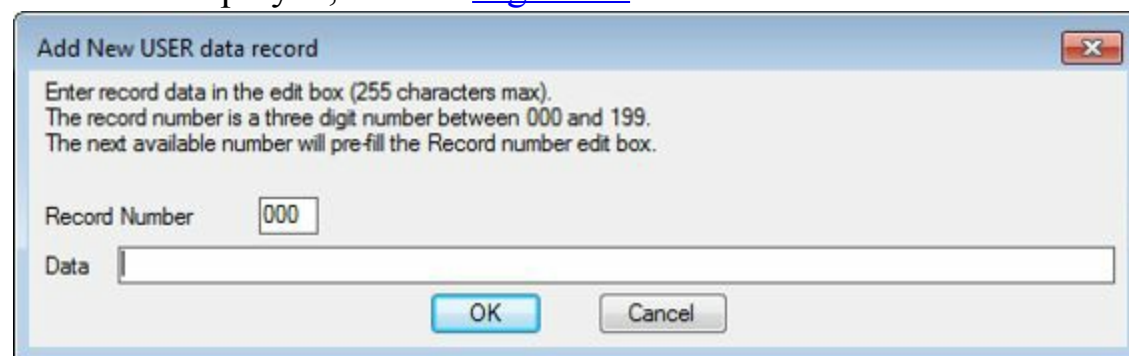 Add New USER data record
Enter record data in the edit box (255 characters max).
The record number is a three digit number between 000 and 199.
The next available number will pre-fill the Record number edit box.
Record Number 000
Data
OK Cancel